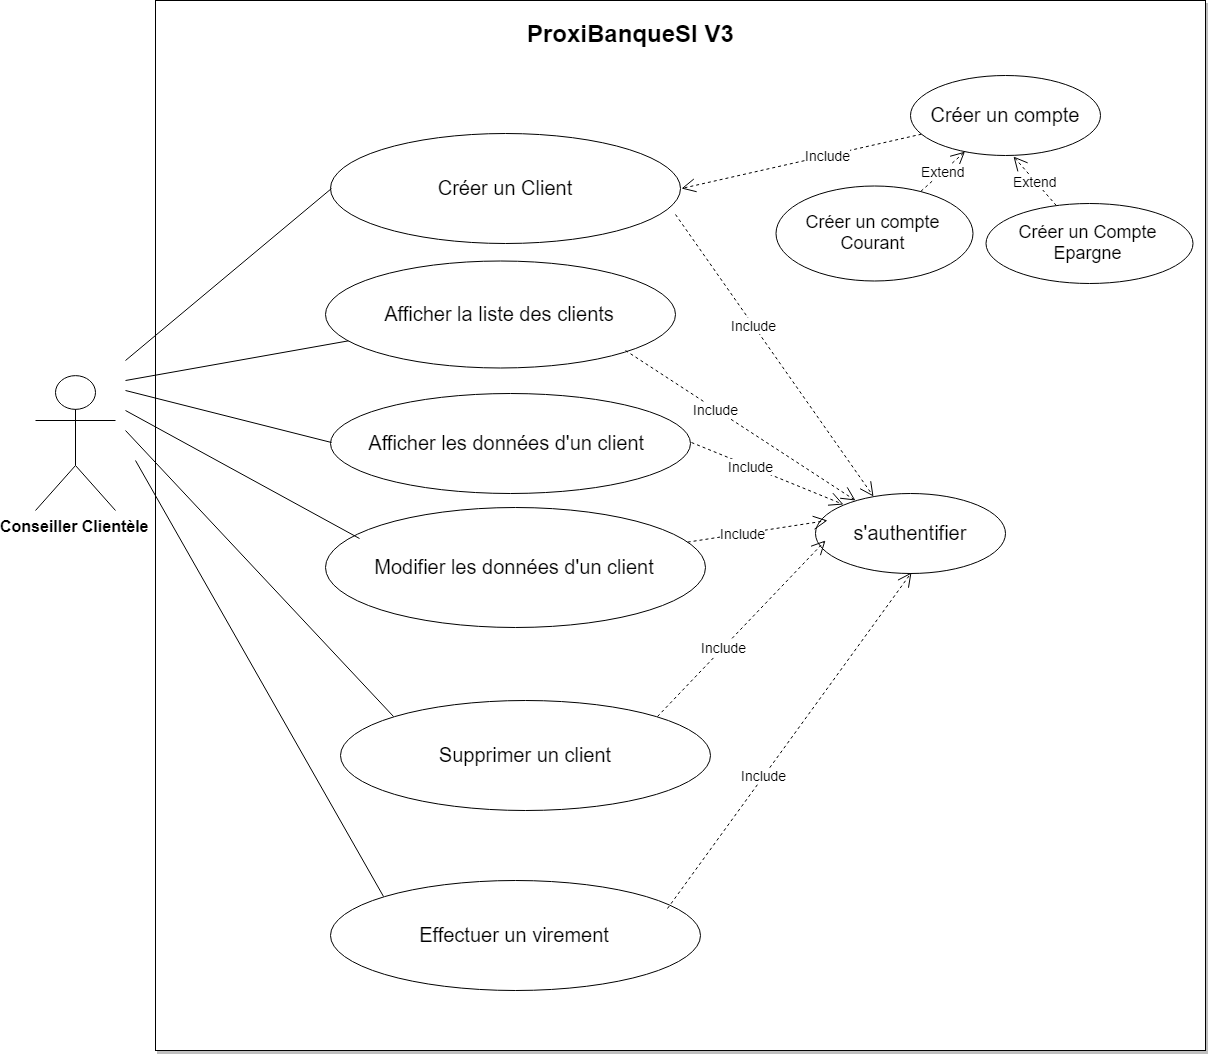 ProxiBanqueSI V3
Créer un compte
Include
Extend
Extend
Créer un Client
Créer un compte
Courant
Créer un Compte
Epargne
Afficher la liste des clients
Include
Include
Afficher les données d'un client
Include
Conseiller Clientèle
Include
s'authentifier
Modifier les données d'un client
Include
Supprimer un client
Include
Effectuer un virement